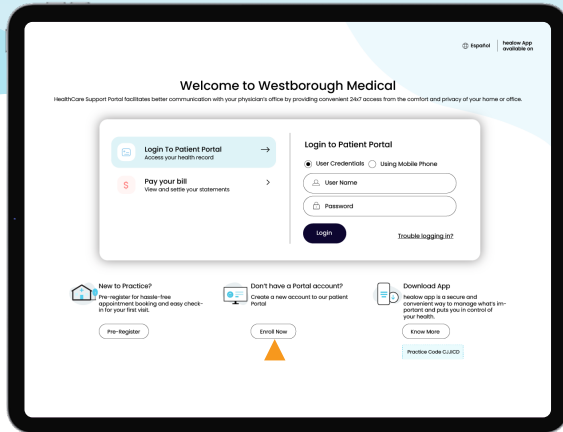 Español
healow App
available on
Welcome to Westborough Medical
HealthCare Support Portal facilitates better communication with your physician's office by providing convenient 24x7 access from the comfort and privacy of your home or office.
Login To Patient Portal
Access your health record
$
Pay your bill
View and settle your statements
Login to Patient Portal
User Credentials
Using Mobile Phone
User Name
Password
Login
Trouble logging in?
New to Practice?
Pre-register for hassle-free
appointment booking and easy check-
in for your first visit.
Pre-Register
Don't have a Portal account?
Create a new account to our patient
Portal
Enroll Now
Download App
healow app is a secure and
convenient way to manage what's im-
portant and puts you in control of
your health.
Know More
Practice Code CJJICD